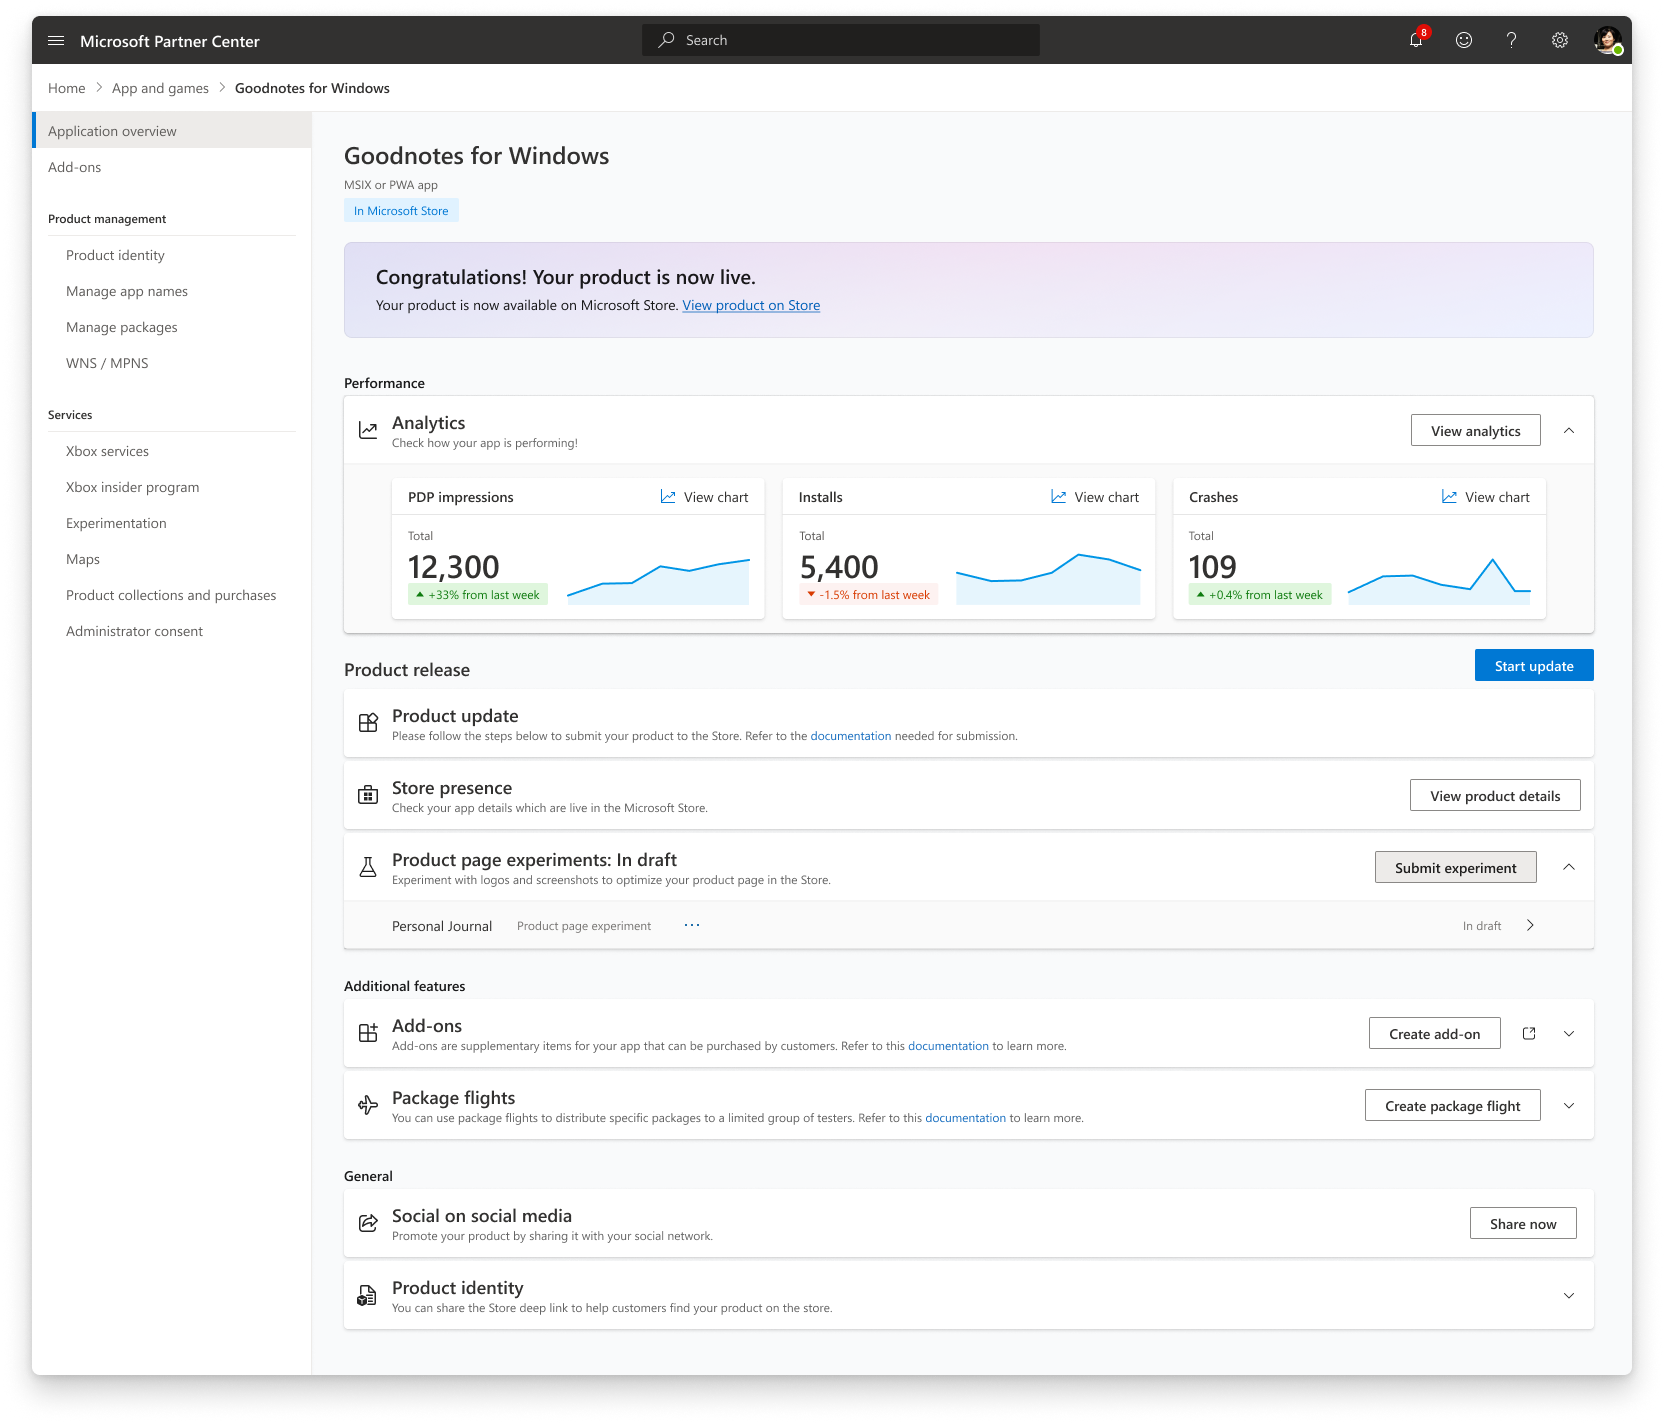 Microsoft Partner Center
Search
8
Home > App and games > Goodnotes for Windows
Application overview
Add-ons
Product management
Product identity
Manage app names
Manage packages
WNS / MPNS
Services
Xbox services
Xbox insider program
Experimentation
Maps
Product collections and purchases
Administrator consent
Goodnotes for Windows
MSIX or PWA app
In Microsoft Store
Congratulations! Your product is now live.
Your product is now available on Microsoft Store. View product on Store
Performance
Analytics
Check how your app is performing!
View analytics
PDP impressions
View chart
Total
12,300
+33% from last week
Installs
View chart
Total
5,400
-1.5% from last week
Crashes
View chart
Total
109
+0.4% from last week
Product release
Start update
Product update
Please follow the steps below to submit your product to the Store. Refer to the documentation needed for submission.
Store presence
Check your app details which are live in the Microsoft Store.
View product details
Product page experiments: In draft
Experiment with logos and screenshots to optimize your product page in the Store.
Submit experiment
Personal Journal
Product page experiment
...
In draft
Additional features
Add-ons
Add-ons are supplementary items for your app that can be purchased by customers. Refer to this documentation to learn more.
Create add-on
Package flights
You can use package flights to distribute specific packages to a limited group of testers. Refer to this documentation to learn more.
Create package flight
General
Social on social media
Promote your product by sharing it with your social network.
Share now
Product identity
You can share the Store deep link to help customers find your product on the store.